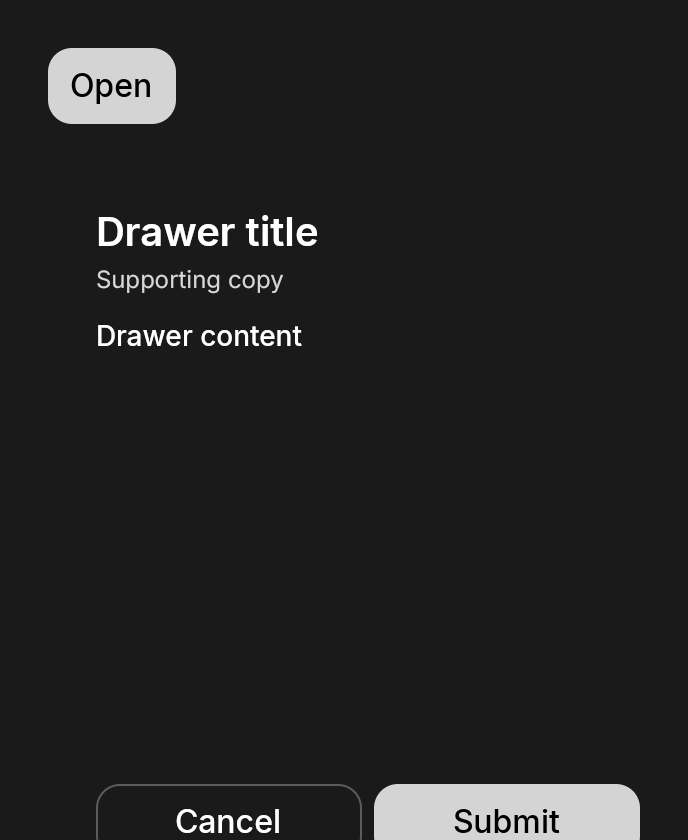 Open
Drawer title
Supporting copy
Drawer content
Cancel
Submit